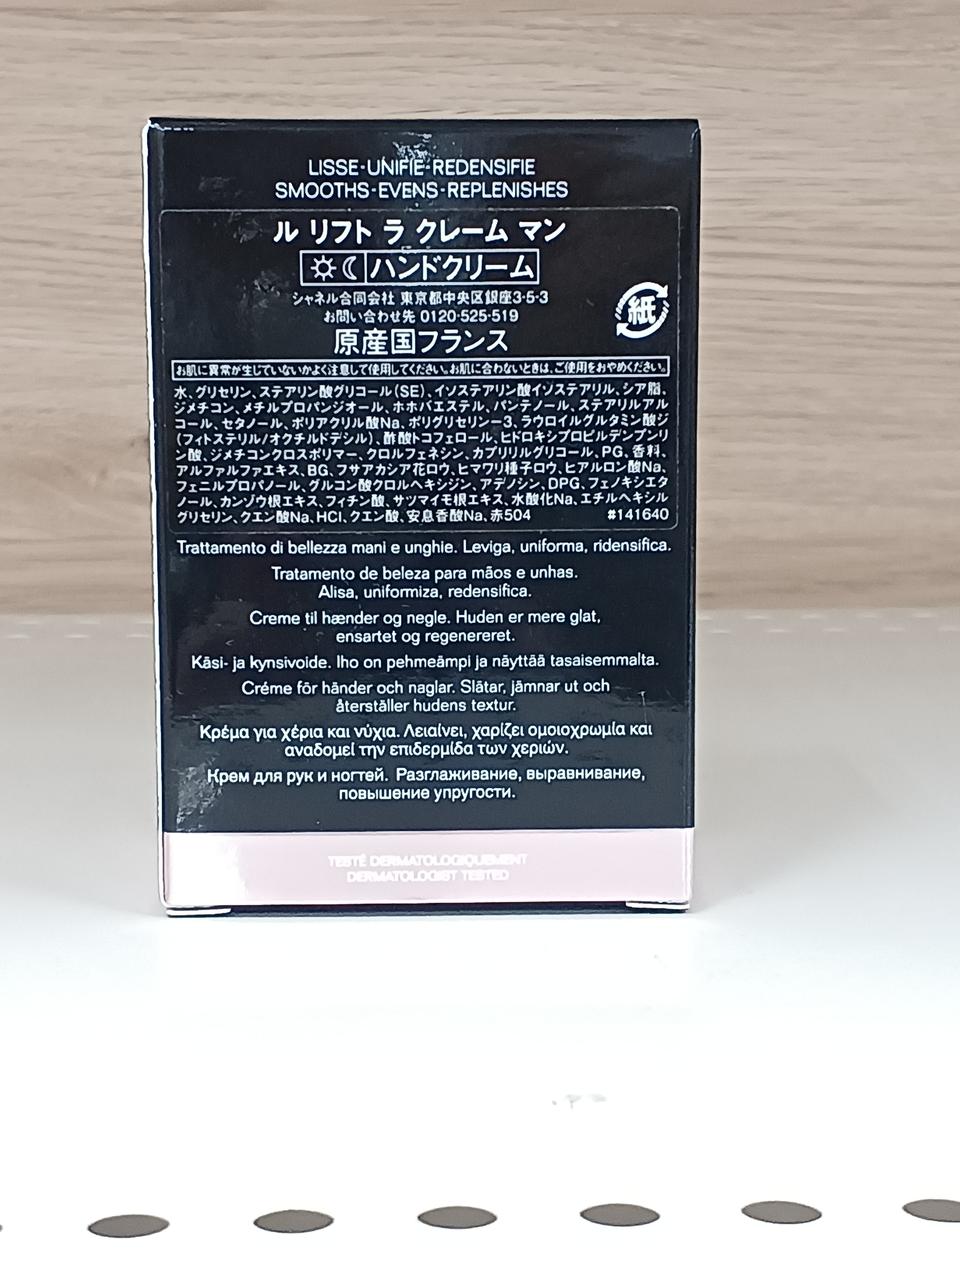 LISSE-UNIFIE-REDENSIFIE
SMOOTHS-EVENS-REPLENISHES
ル リフト ラ クレーム マン
ハンドクリーム
シャネル合同会社 東京都中央区銀座3-5-3
お問い合わせ先 0120-525-519
原産国フランス
紙
お肌に異常が生じていないかよく注意して使用してください。お肌に合わないときは、ご使用をおやめください。
水、グリセリン、ステアリン酸グリコール(SE)、イソステアリン酸イソステアリル、シア脂、
ジメチコン、メチルプロパンジオール、ホホバエステル、パンテノール、ステアリルアル
コール、セタノール、ポリアクリル酸Na、ポリグリセリン-3、ラウロイルグルタミン酸ジ
(フィトステリル/オクチルドデシル)、酢酸トコフェロール、ヒドロキシプロピルデンプンリ
ン酸、ジメチコンクロスポリマー、クロルフェネシン、カプリリルグリコール、PG、香料、
アルファルファエキス、BG、フサアカシア花ロウ、ヒマワリ種子ロウ、ヒアルロン酸Na、
フェニルプロパノール、グルコン酸クロルヘキシジン、アデノシン、DPG、フェノキシエタ
ノール、カンゾウ根エキス、フィチン酸、サツマイモ根エキス、水酸化Na、エチルヘキシル
グリセリン、クエン酸Na、HCl、クエン酸、安息香酸Na、赤504 #141640
Trattamento di bellezza mani e unghie. Leviga, uniforma, ridensifica.
Tratamento de beleza para mãos e unhas.
Alisa, uniformiza, redensifica.
Creme til hænder og negle. Huden er mere glat,
ensartet og regenereret.
Käsi- ja kynsivoide. Iho on pehmeämpi ja näyttää tasaisemmalta.
Créme för händer och naglar. Slätar, jämnar ut och
återställer hudens textur.
Κρέμα για χέρια και νύχια. Λειαίνει, χαρίζει ομοιοχρωμία και
αναδομεί την επιδερμίδα των χεριών.
Крем для рук и ногтей. Разглаживание, выравнивание,
повышение упругости.
TESTÉ DERMATOLOGIQUEMENT
DERMATOLOGIST TESTED